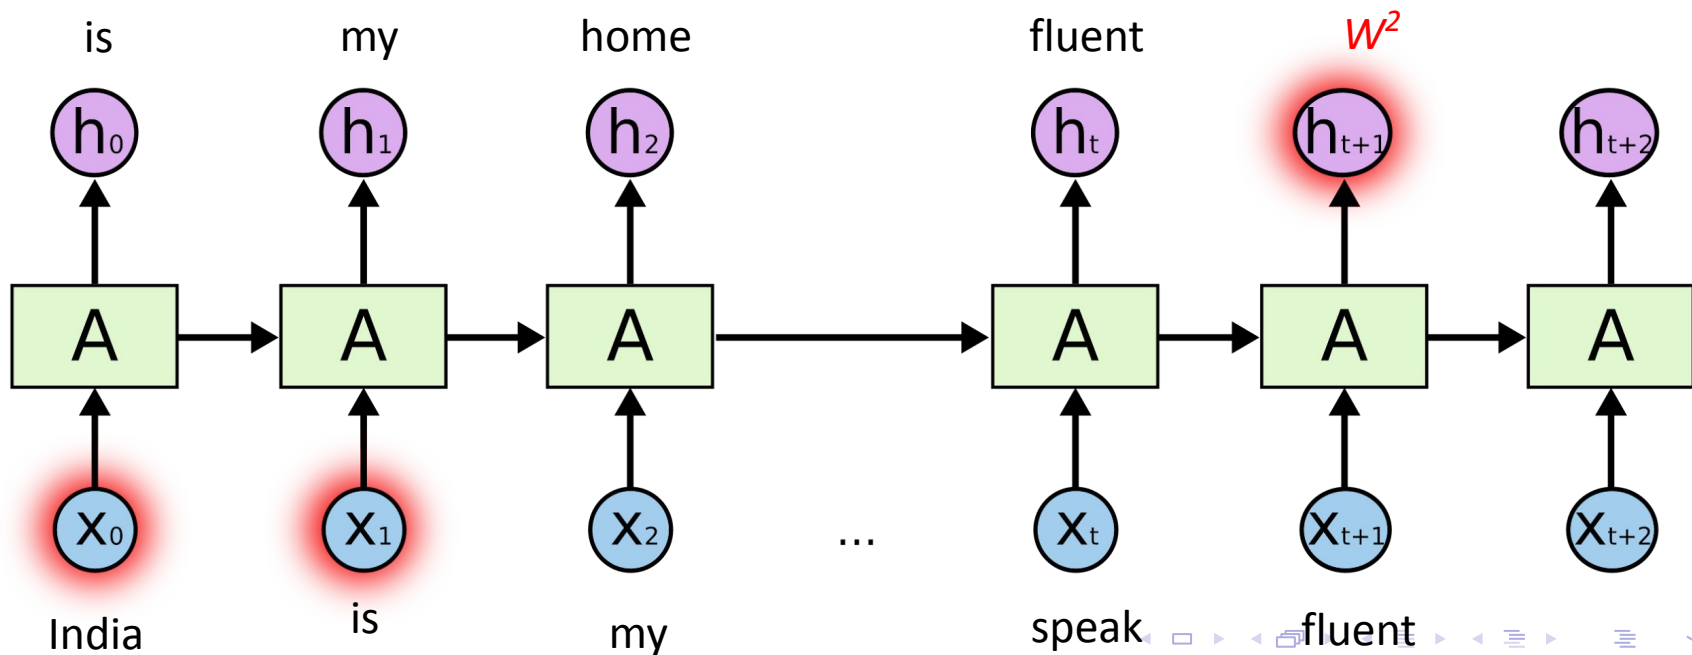 is my home fluent W²
h₀ h₁ h₂ hₜ hₜ₊₁ hₜ₊₂
A A A A A A
x₀ x₁ x₂ ... xₜ xₜ₊₁ xₜ₊₂
India is my speak fluent